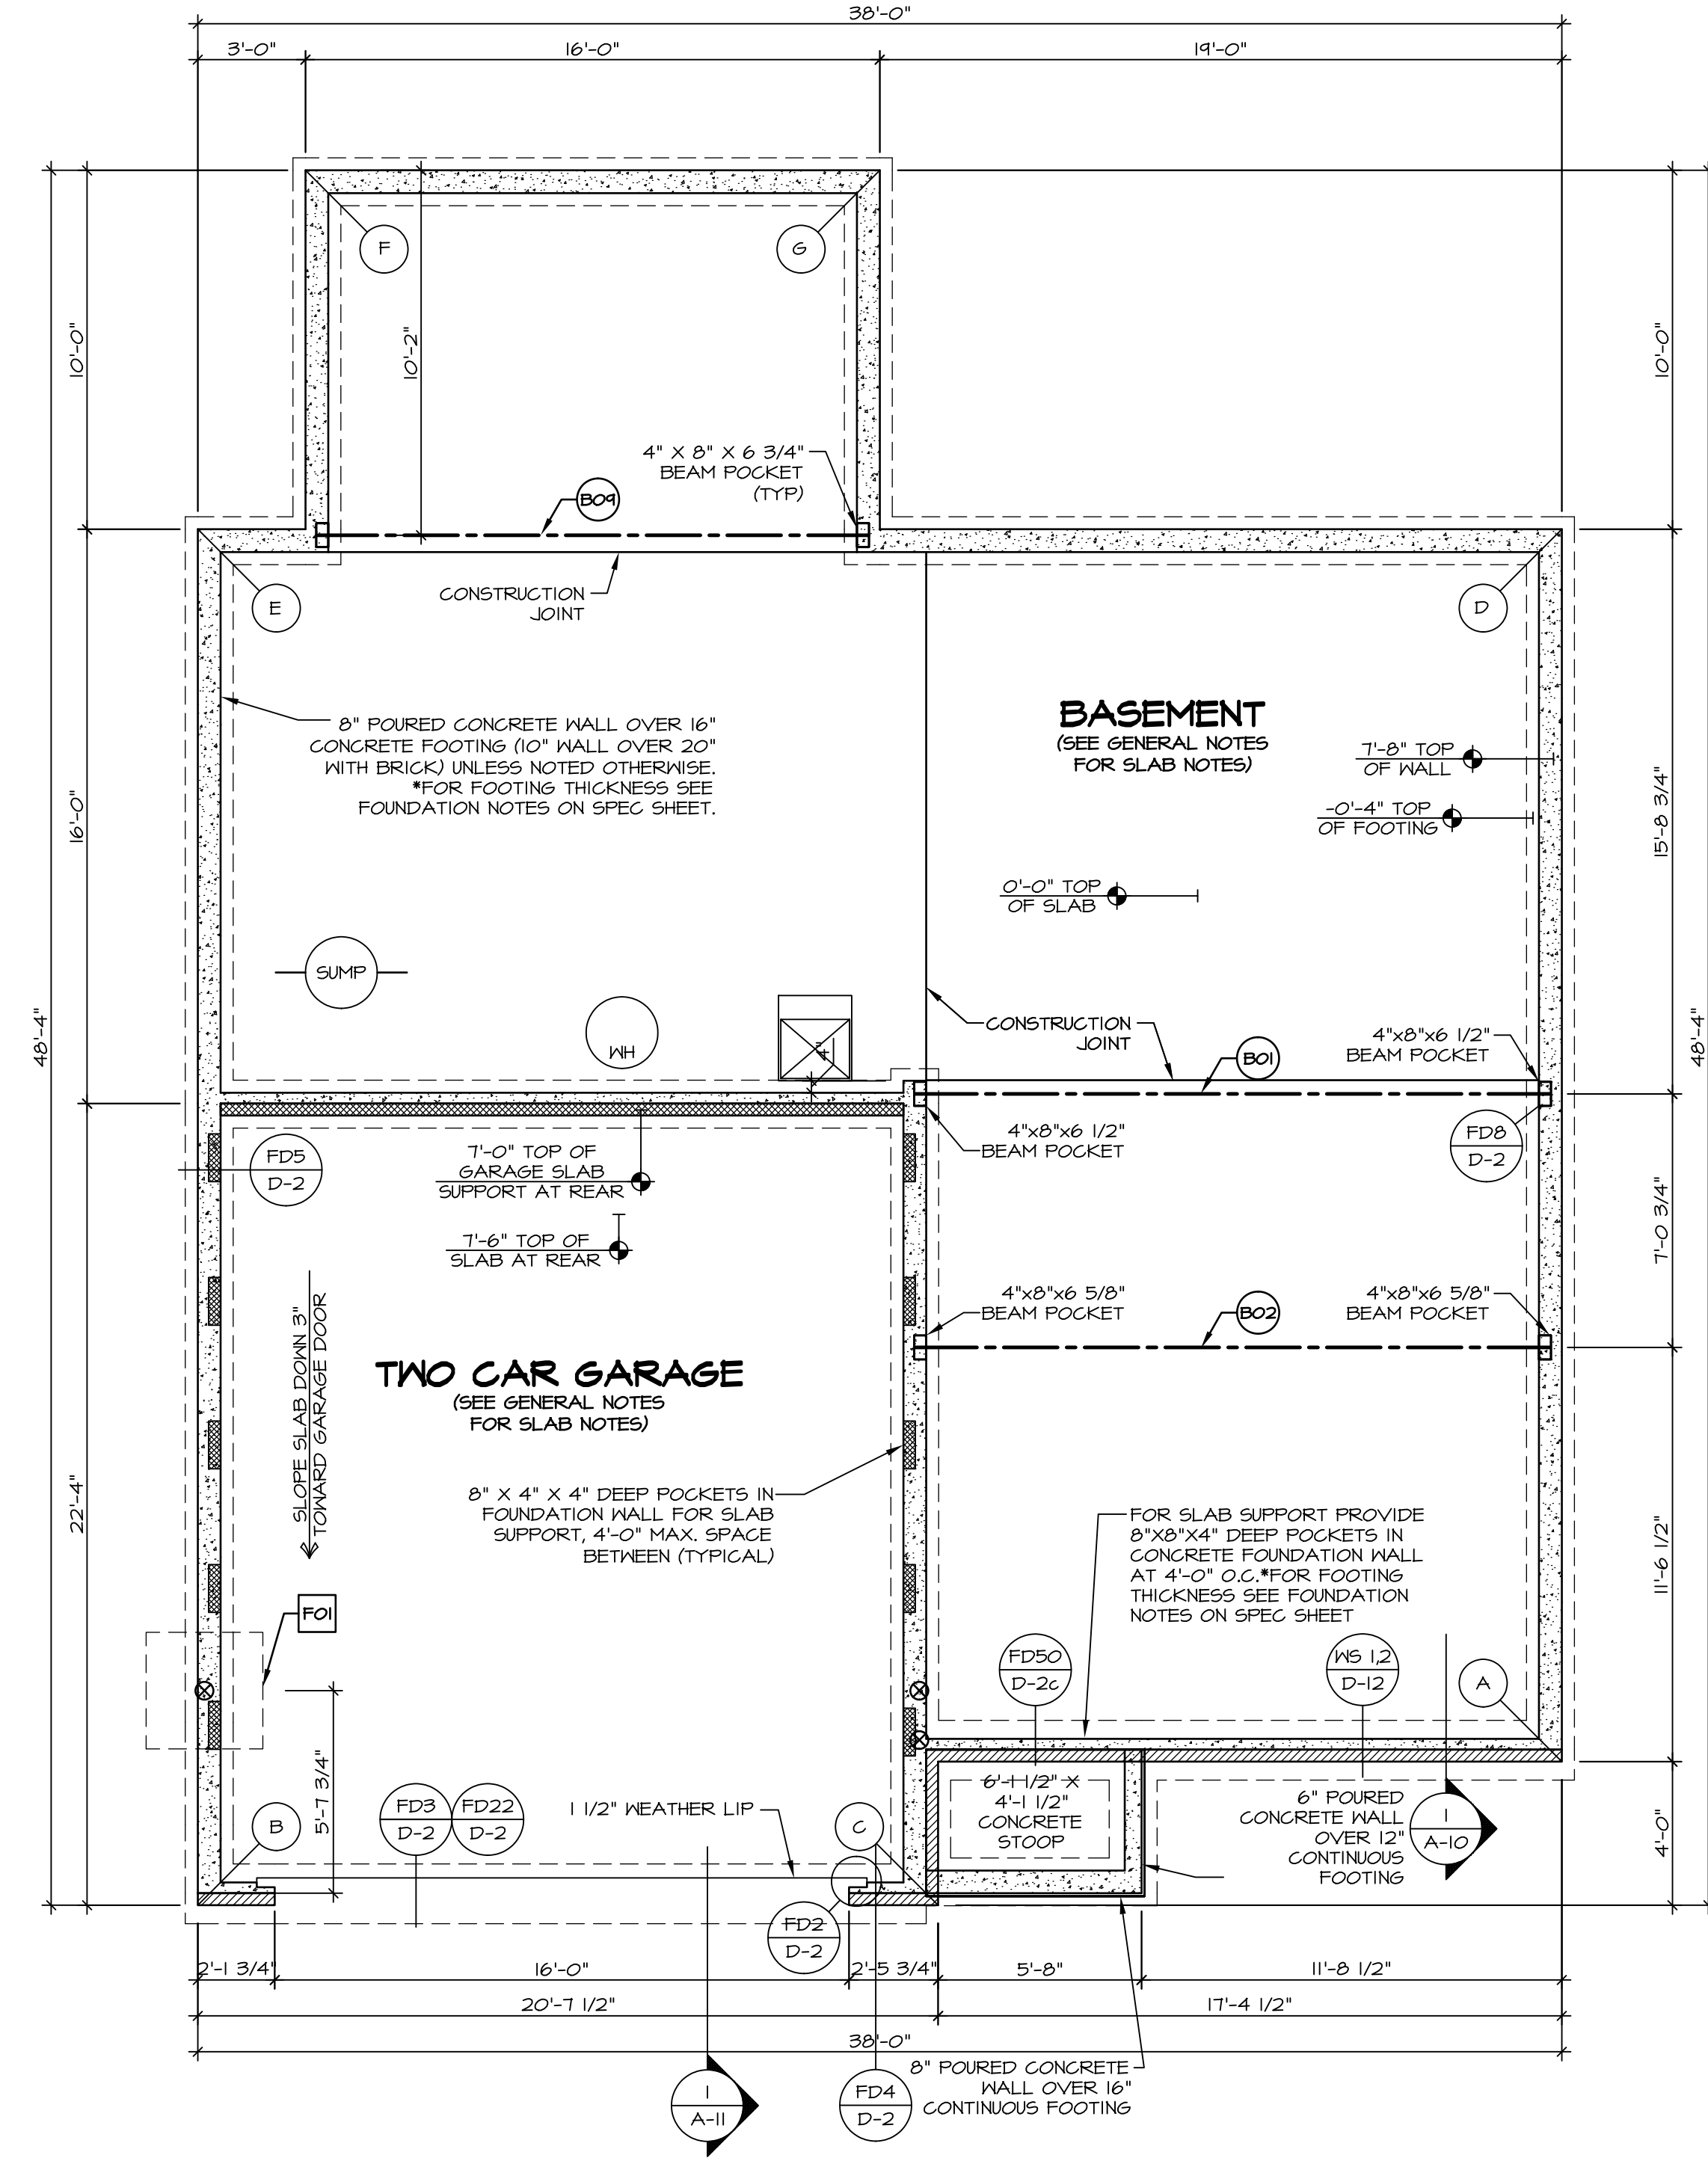 38'-0"
3'-0"
16'-0"
19'-0"
F
G
10'-0"
10'-2"
10'-0"
4" X 8" X 6 3/4"
BEAM POCKET
(TYP)
B09
CONSTRUCTION
JOINT
E
D
8" POURED CONCRETE WALL OVER 16"
CONCRETE FOOTING (10" WALL OVER 20"
WITH BRICK) UNLESS NOTED OTHERWISE.
*FOR FOOTING THICKNESS SEE
FOUNDATION NOTES ON SPEC SHEET.
BASEMENT
(SEE GENERAL NOTES
FOR SLAB NOTES)
7'-8" TOP
OF WALL
-0'-4" TOP
OF FOOTING
0'-0" TOP
OF SLAB
16'-0"
15'-8 3/4"
48'-4"
48'-4"
SUMP
WH
4"
CONSTRUCTION
JOINT
B01
4"x8"x6 1/2"
BEAM POCKET
4"x8"x6 1/2"
BEAM POCKET
FD8
D-2
FD5
D-2
7'-0" TOP OF
GARAGE SLAB
SUPPORT AT REAR
7'-6" TOP OF
SLAB AT REAR
7'-0 3/4"
4"x8"x6 5/8"
BEAM POCKET
B02
4"x8"x6 5/8"
BEAM POCKET
SLOPE SLAB DOWN 3"
TOWARD GARAGE DOOR
TWO CAR GARAGE
(SEE GENERAL NOTES
FOR SLAB NOTES)
22'-4"
8" X 4" X 4" DEEP POCKETS IN
FOUNDATION WALL FOR SLAB
SUPPORT, 4'-0" MAX. SPACE
BETWEEN (TYPICAL)
FOR SLAB SUPPORT PROVIDE
8"X8"X4" DEEP POCKETS IN
CONCRETE FOUNDATION WALL
AT 4'-0" O.C.*FOR FOOTING
THICKNESS SEE FOUNDATION
NOTES ON SPEC SHEET
11'-6 1/2"
F01
FD50
D-2c
WS 1,2
D-12
A
5'-7 3/4"
B
FD3
D-2
FD22
D-2
1 1/2" WEATHER LIP
C
6'-1 1/2" X
4'-1 1/2"
CONCRETE
STOOP
6" POURED
CONCRETE WALL
OVER 12"
CONTINUOUS
FOOTING
1
A-10
4'-0"
FD2
D-2
2'-1 3/4"
16'-0"
2'-5 3/4"
5'-8"
11'-8 1/2"
20'-7 1/2"
17'-4 1/2"
38'-0"
1
A-11
FD4
D-2
8" POURED CONCRETE
WALL OVER 16"
CONTINUOUS FOOTING